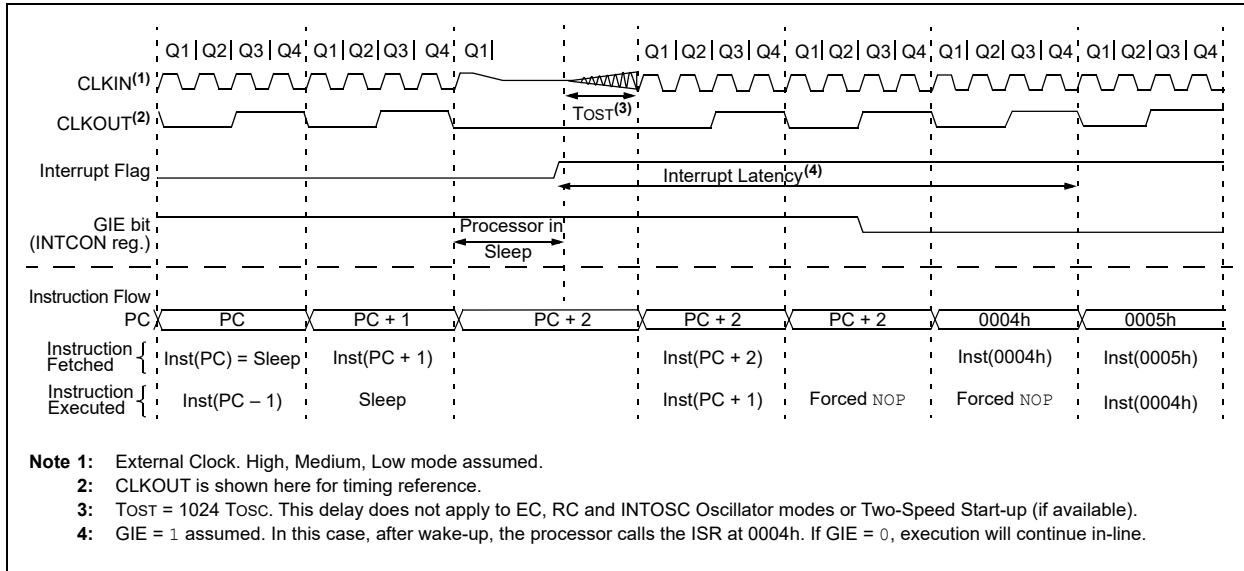 Q1 Q2 Q3 Q4 Q1 Q2 Q3 Q4 Q1 Q1 Q2 Q3 Q4 Q1 Q2 Q3 Q4 Q1 Q2 Q3 Q4 Q1 Q2 Q3 Q4
CLKIN(1)
TOST(3)
CLKOUT(2)
Interrupt Flag
Interrupt Latency(4)
GIE bit
(INTCON reg.)
Processor in
Sleep
Instruction Flow
PC PC PC + 1 PC + 2 PC + 2 PC + 2 0004h 0005h
Instruction
Fetched
Inst(PC) = Sleep Inst(PC + 1) Inst(PC + 2) Inst(0004h) Inst(0005h)
Instruction
Executed
Inst(PC – 1) Sleep Inst(PC + 1) Forced NOP Forced NOP Inst(0004h)
Note 1: External Clock. High, Medium, Low mode assumed.
2: CLKOUT is shown here for timing reference.
3: TOST = 1024 TOSC. This delay does not apply to EC, RC and INTOSC Oscillator modes or Two-Speed Start-up (if available).
4: GIE = 1 assumed. In this case, after wake-up, the processor calls the ISR at 0004h. If GIE = 0, execution will continue in-line.